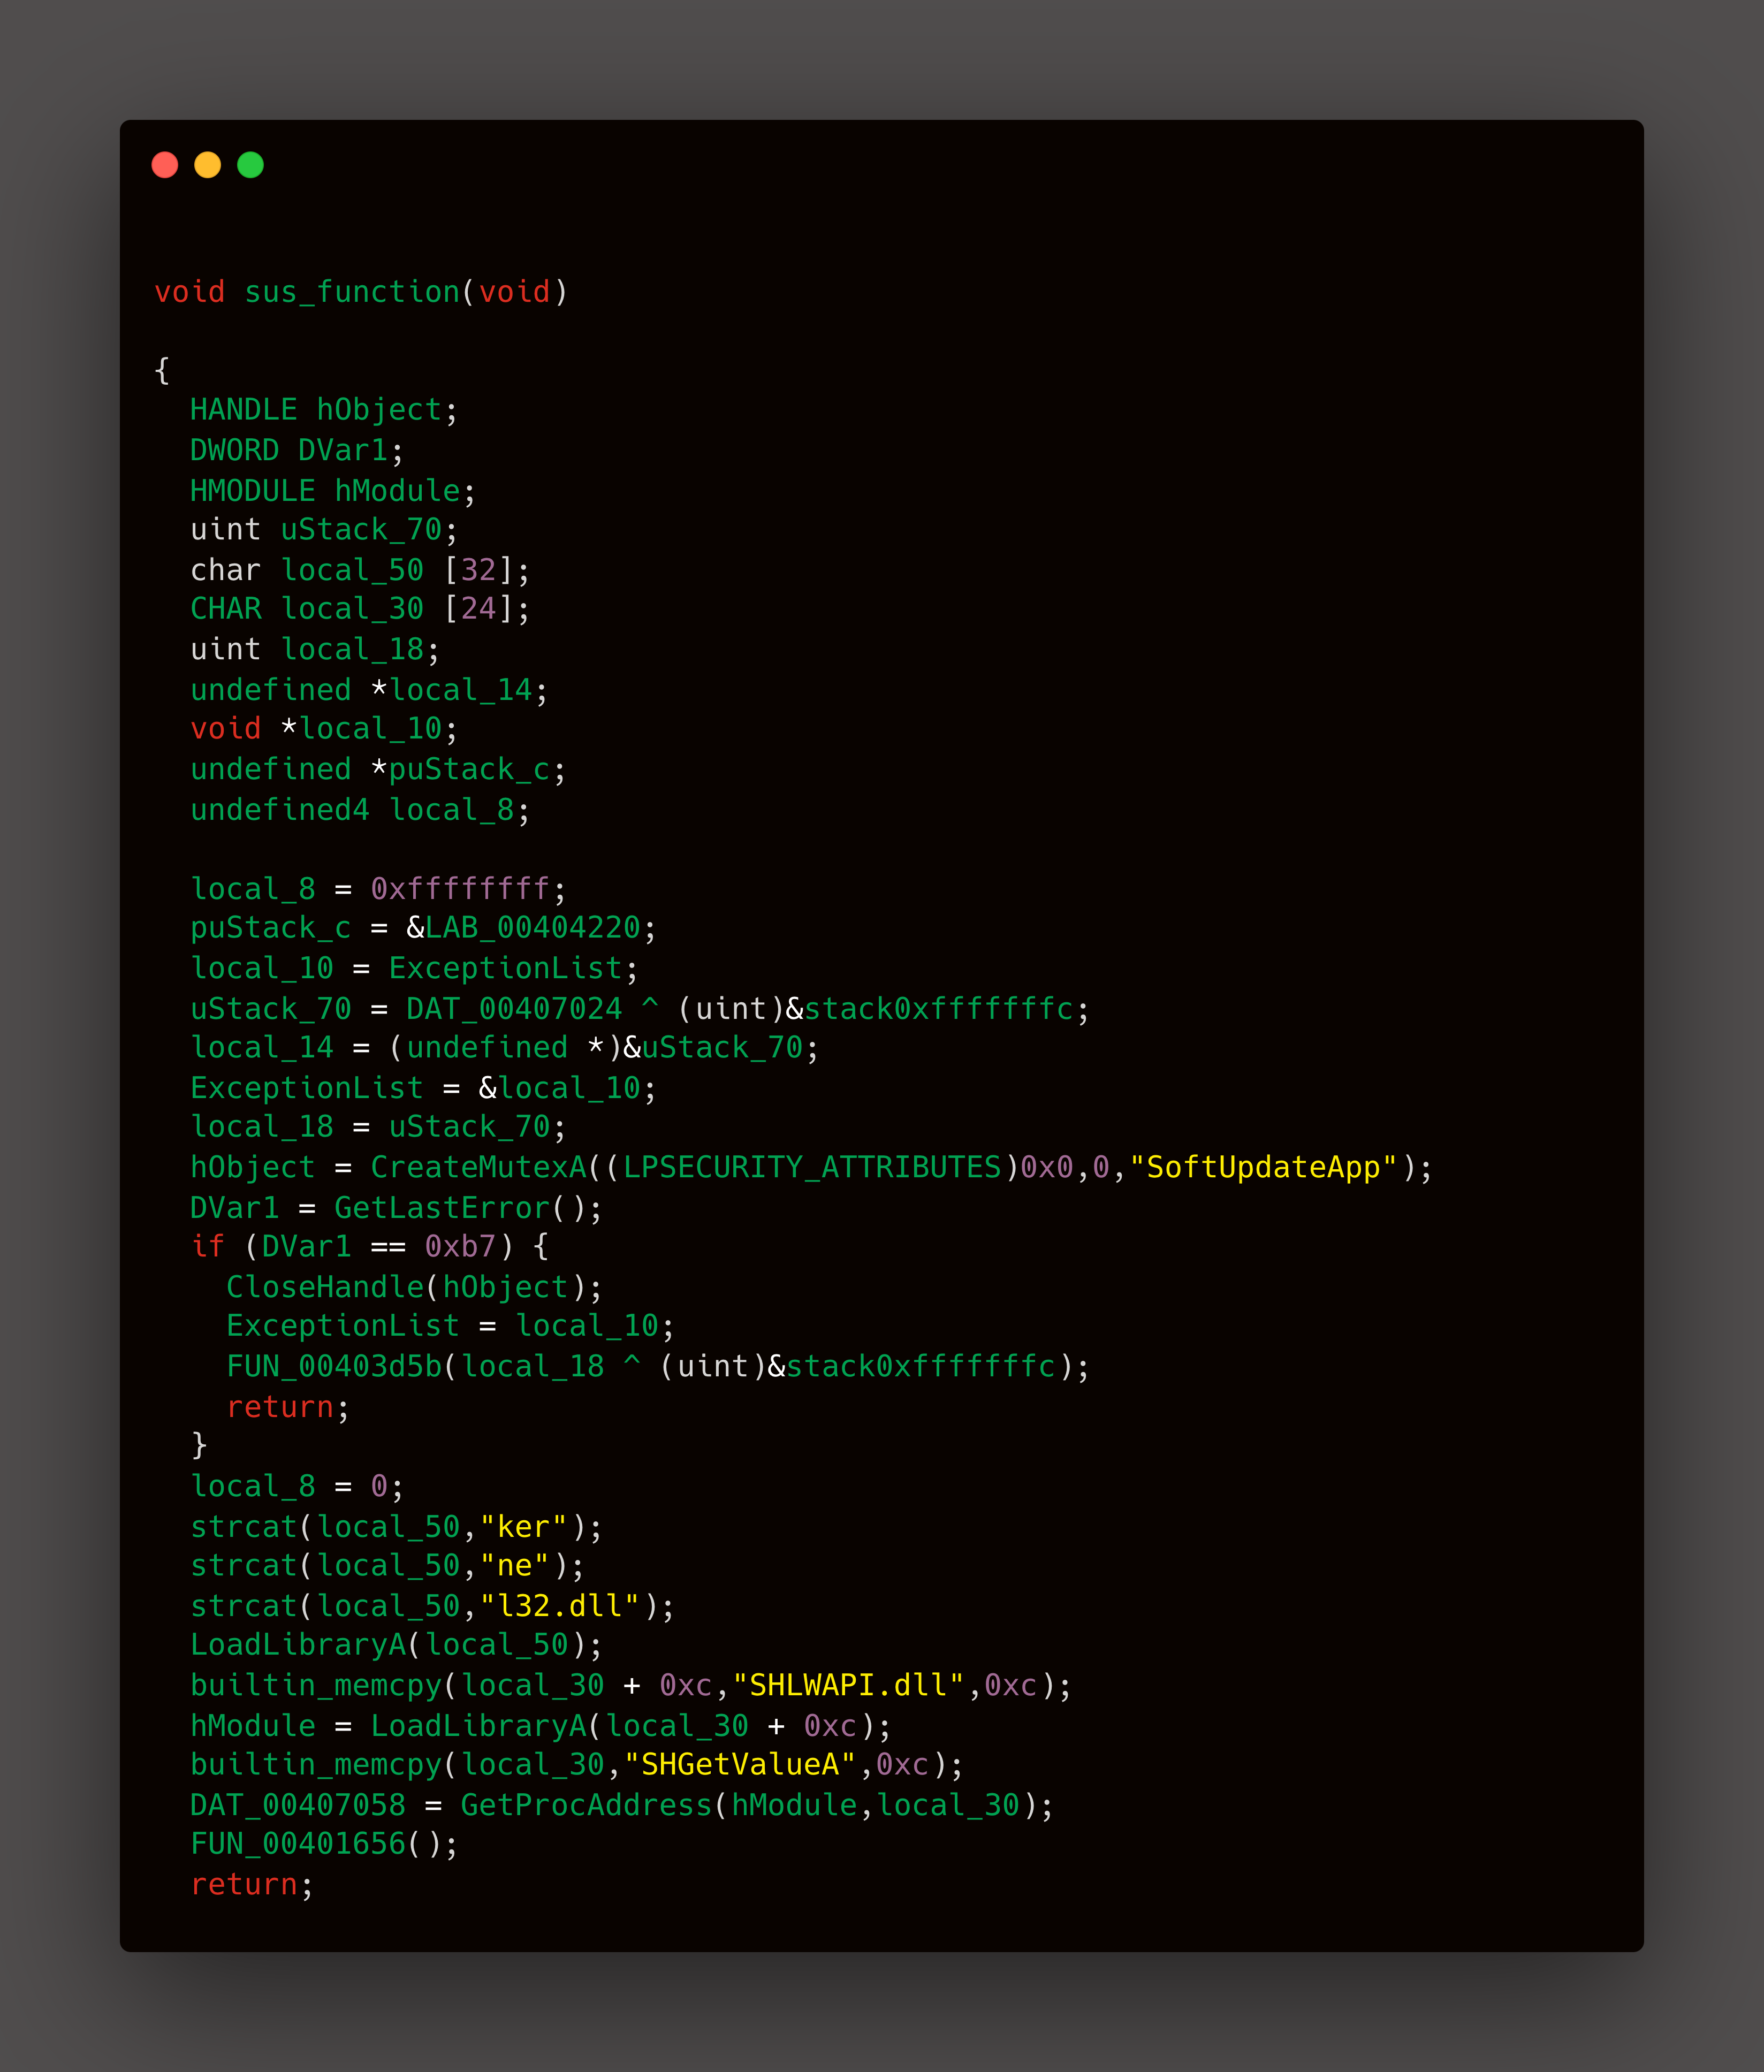 void sus_function(void)
{
  HANDLE hObject;
  DWORD DVar1;
  HMODULE hModule;
  uint uStack_70;
  char local_50 [32];
  CHAR local_30 [24];
  uint local_18;
  undefined *local_14;
  void *local_10;
  undefined *puStack_c;
  undefined4 local_8;
  local_8 = 0xffffffff;
  puStack_c = &LAB_00404220;
  local_10 = ExceptionList;
  uStack_70 = DAT_00407024 ^ (uint)&stack0xfffffffc;
  local_14 = (undefined *)&uStack_70;
  ExceptionList = &local_10;
  local_18 = uStack_70;
  hObject = CreateMutexA((LPSECURITY_ATTRIBUTES)0x0,0,"SoftUpdateApp");
  DVar1 = GetLastError();
  if (DVar1 == 0xb7) {
    CloseHandle(hObject);
    ExceptionList = local_10;
    FUN_00403d5b(local_18 ^ (uint)&stack0xfffffffc);
    return;
  }
  local_8 = 0;
  strcat(local_50,"ker");
  strcat(local_50,"ne");
  strcat(local_50,"l32.dll");
  LoadLibraryA(local_50);
  builtin_memcpy(local_30 + 0xc,"SHLWAPI.dll",0xc);
  hModule = LoadLibraryA(local_30 + 0xc);
  builtin_memcpy(local_30,"SHGetValueA",0xc);
  DAT_00407058 = GetProcAddress(hModule,local_30);
  FUN_00401656();
  return;